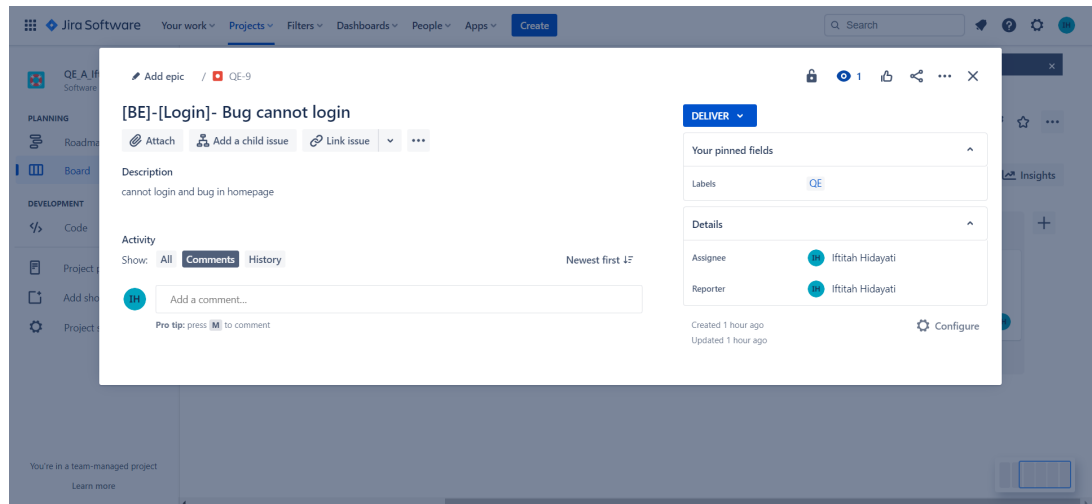 Jira Software Your work Projects Filters Dashboards People Apps Create Search IH
QE_A_If
Software
× 
Add epic / QE-9
1
[BE]-[Login]- Bug cannot login
DELIVER
Attach Add a child issue Link issue
Your pinned fields
Description
cannot login and bug in homepage
Labels QE
Details
Activity
Show: All Comments History Newest first
Assignee IH Iftitah Hidayati
IH Add a comment...
Reporter IH Iftitah Hidayati
Pro tip: press M to comment
Created 1 hour ago Configure
Updated 1 hour ago
PLANNING
Roadma
Board
Insights
DEVELOPMENT
Code
Project p
Add sho
Project s
You're in a team-managed project
Learn more